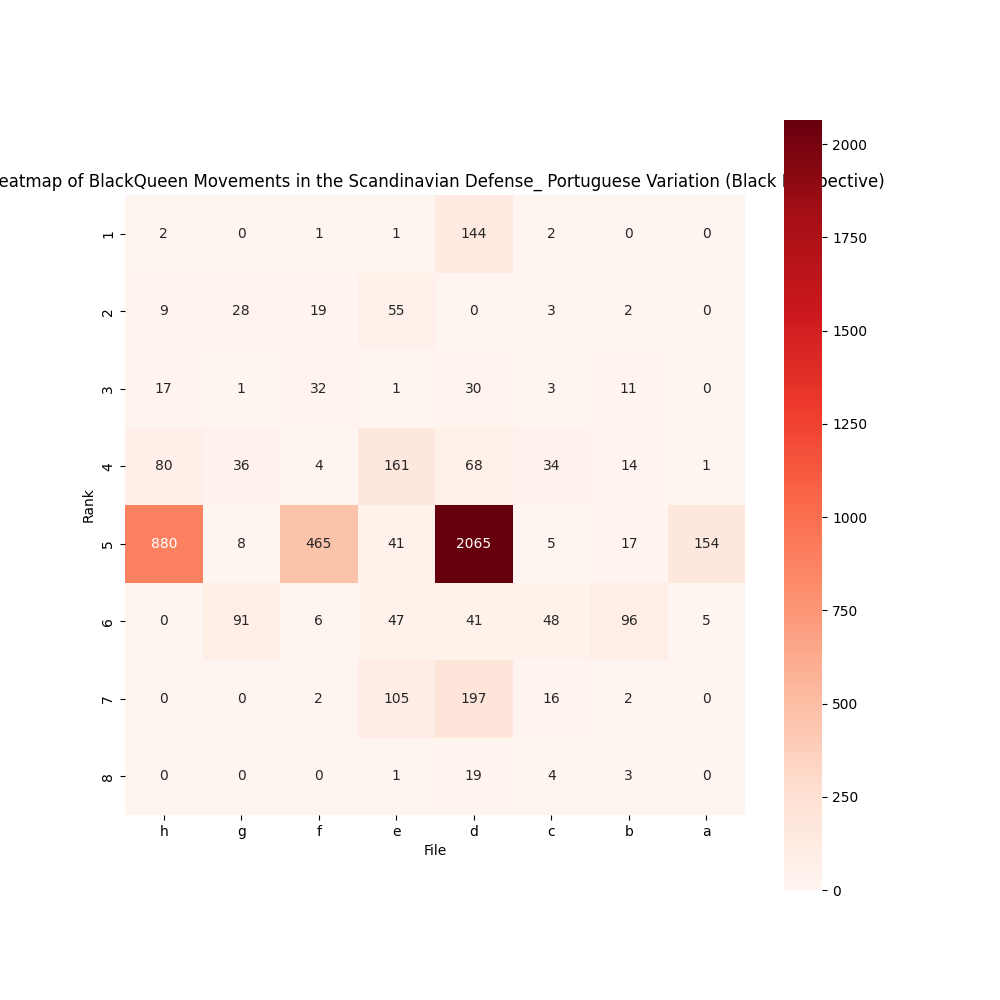 eatmap of BlackQueen Movements in the Scandinavian Defense_ Portuguese Variation (Black pective)
2000
1750
1500
1250
1000
750
500
250
0
Rank
1 2 0 1 1 144 2 0 0
2 9 28 19 55 0 3 2 0
3 17 1 32 1 30 3 11 0
4 80 36 4 161 68 34 14 1
5 880 8 465 41 2065 5 17 154
6 0 91 6 47 41 48 96 5
7 0 0 2 105 197 16 2 0
8 0 0 0 1 19 4 3 0
h g f e d c b a
File